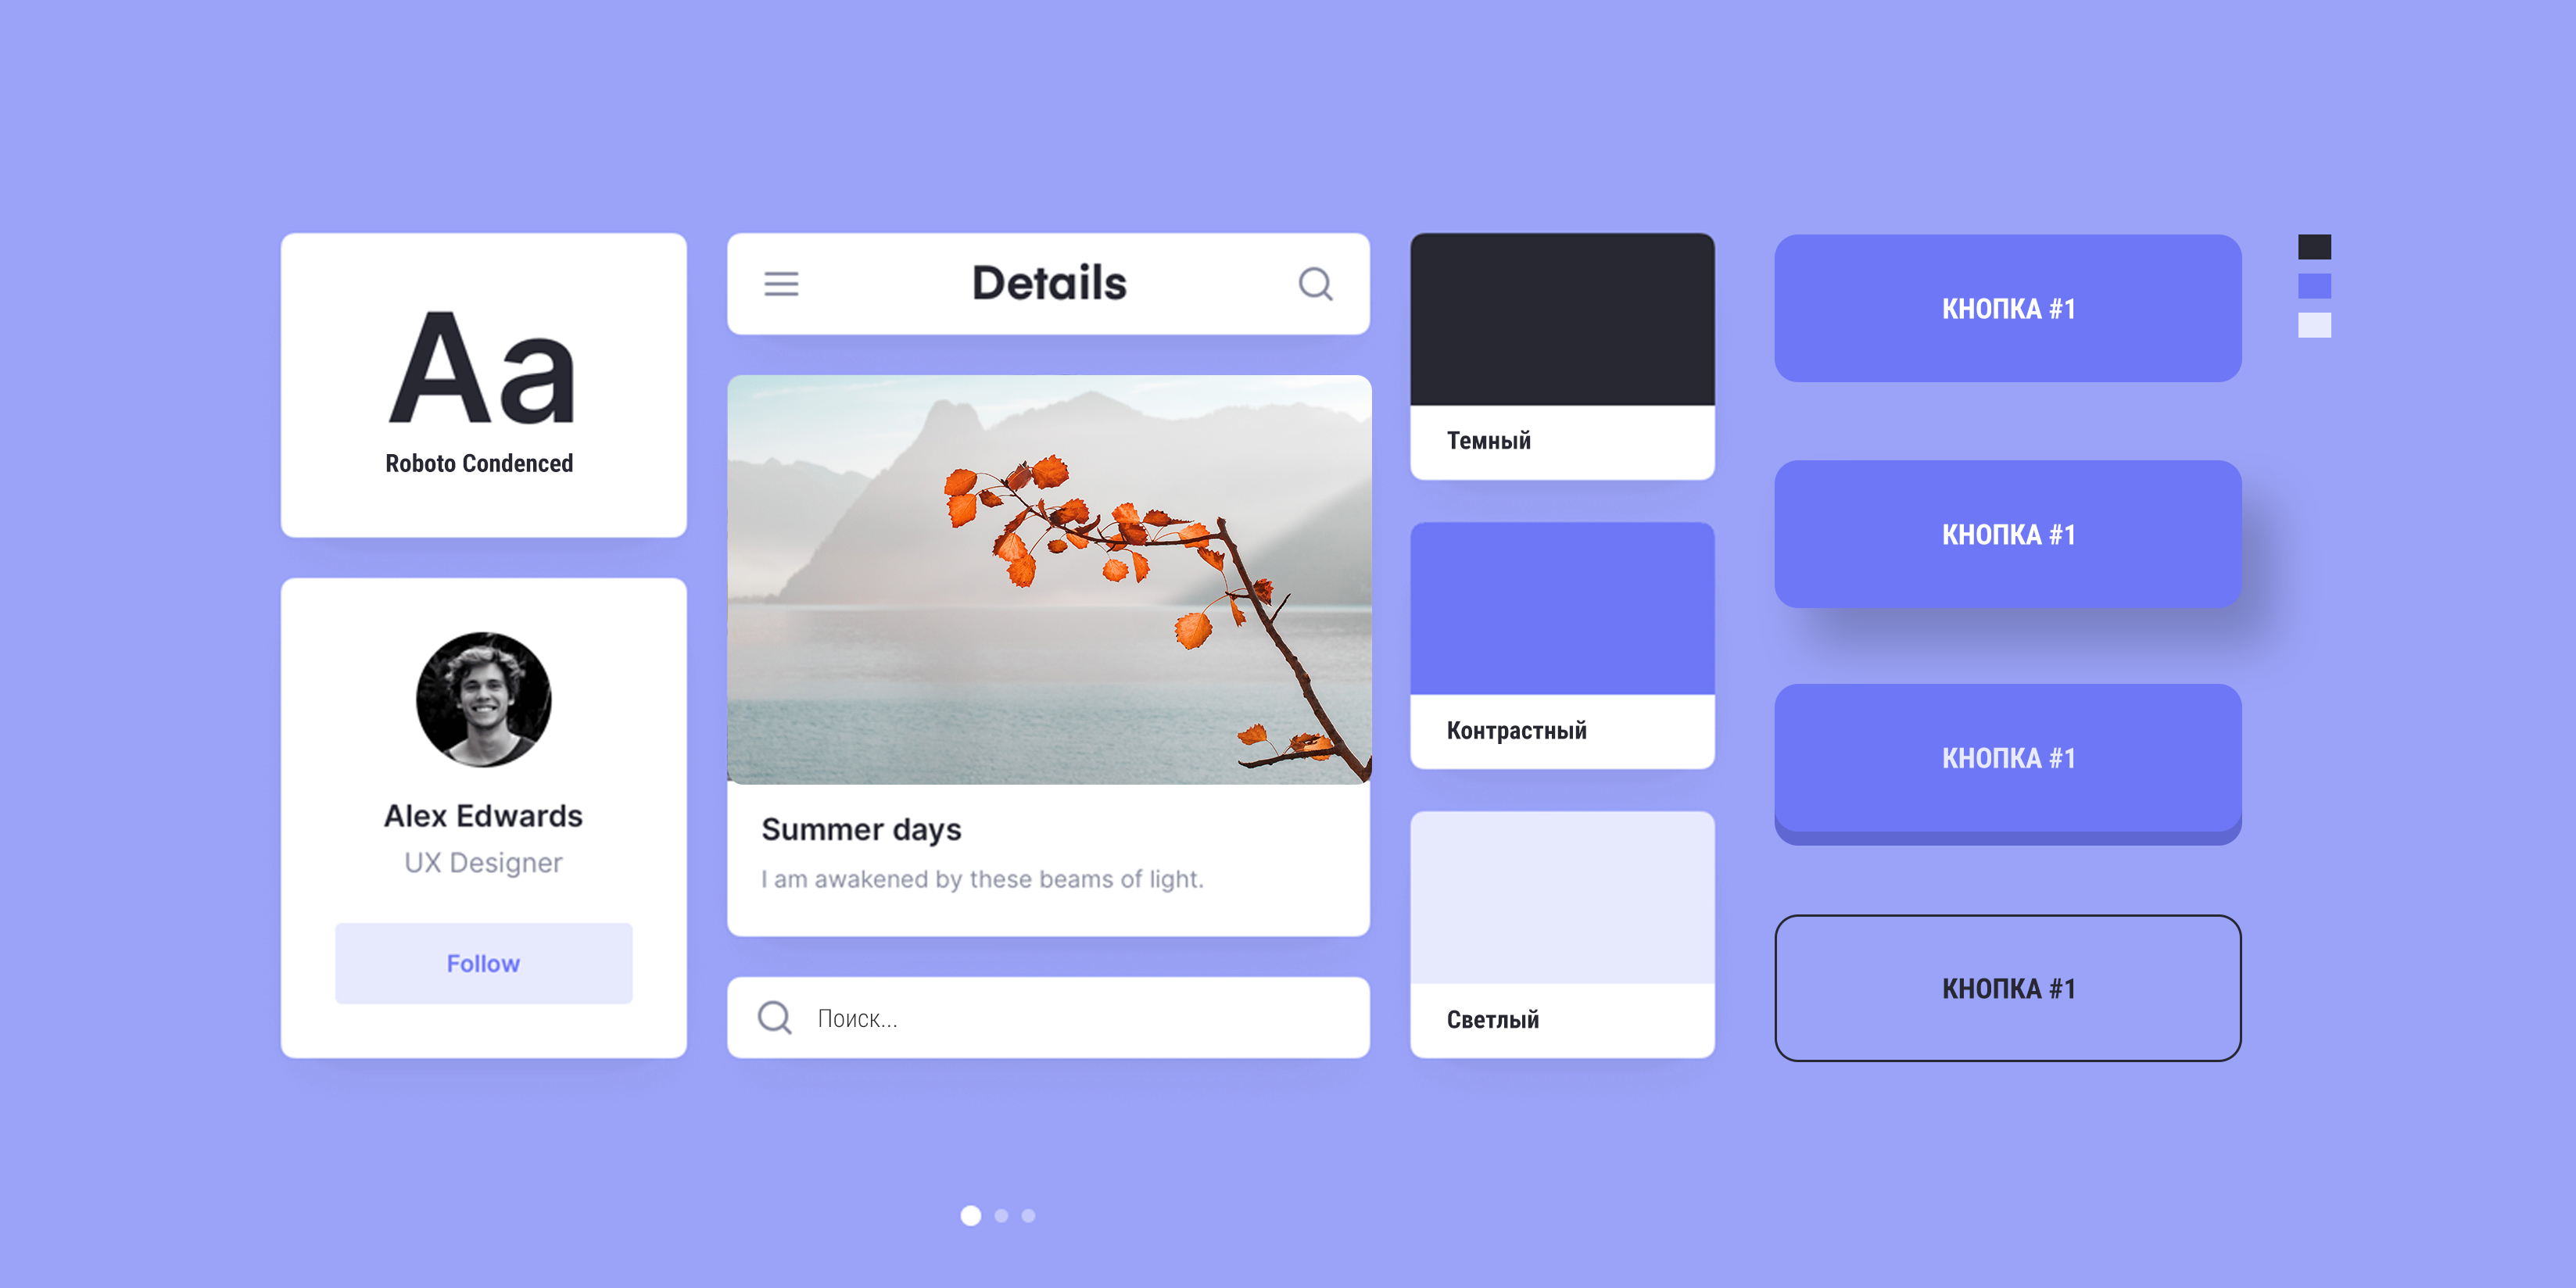 Aa
Roboto Condenced
Alex Edwards
UX Designer
Follow
Details
Summer days
I am awakened by these beams of light.
Поиск...
Темный
Контрастный
Светлый
КНОПКА #1
КНОПКА #1
КНОПКА #1
КНОПКА #1